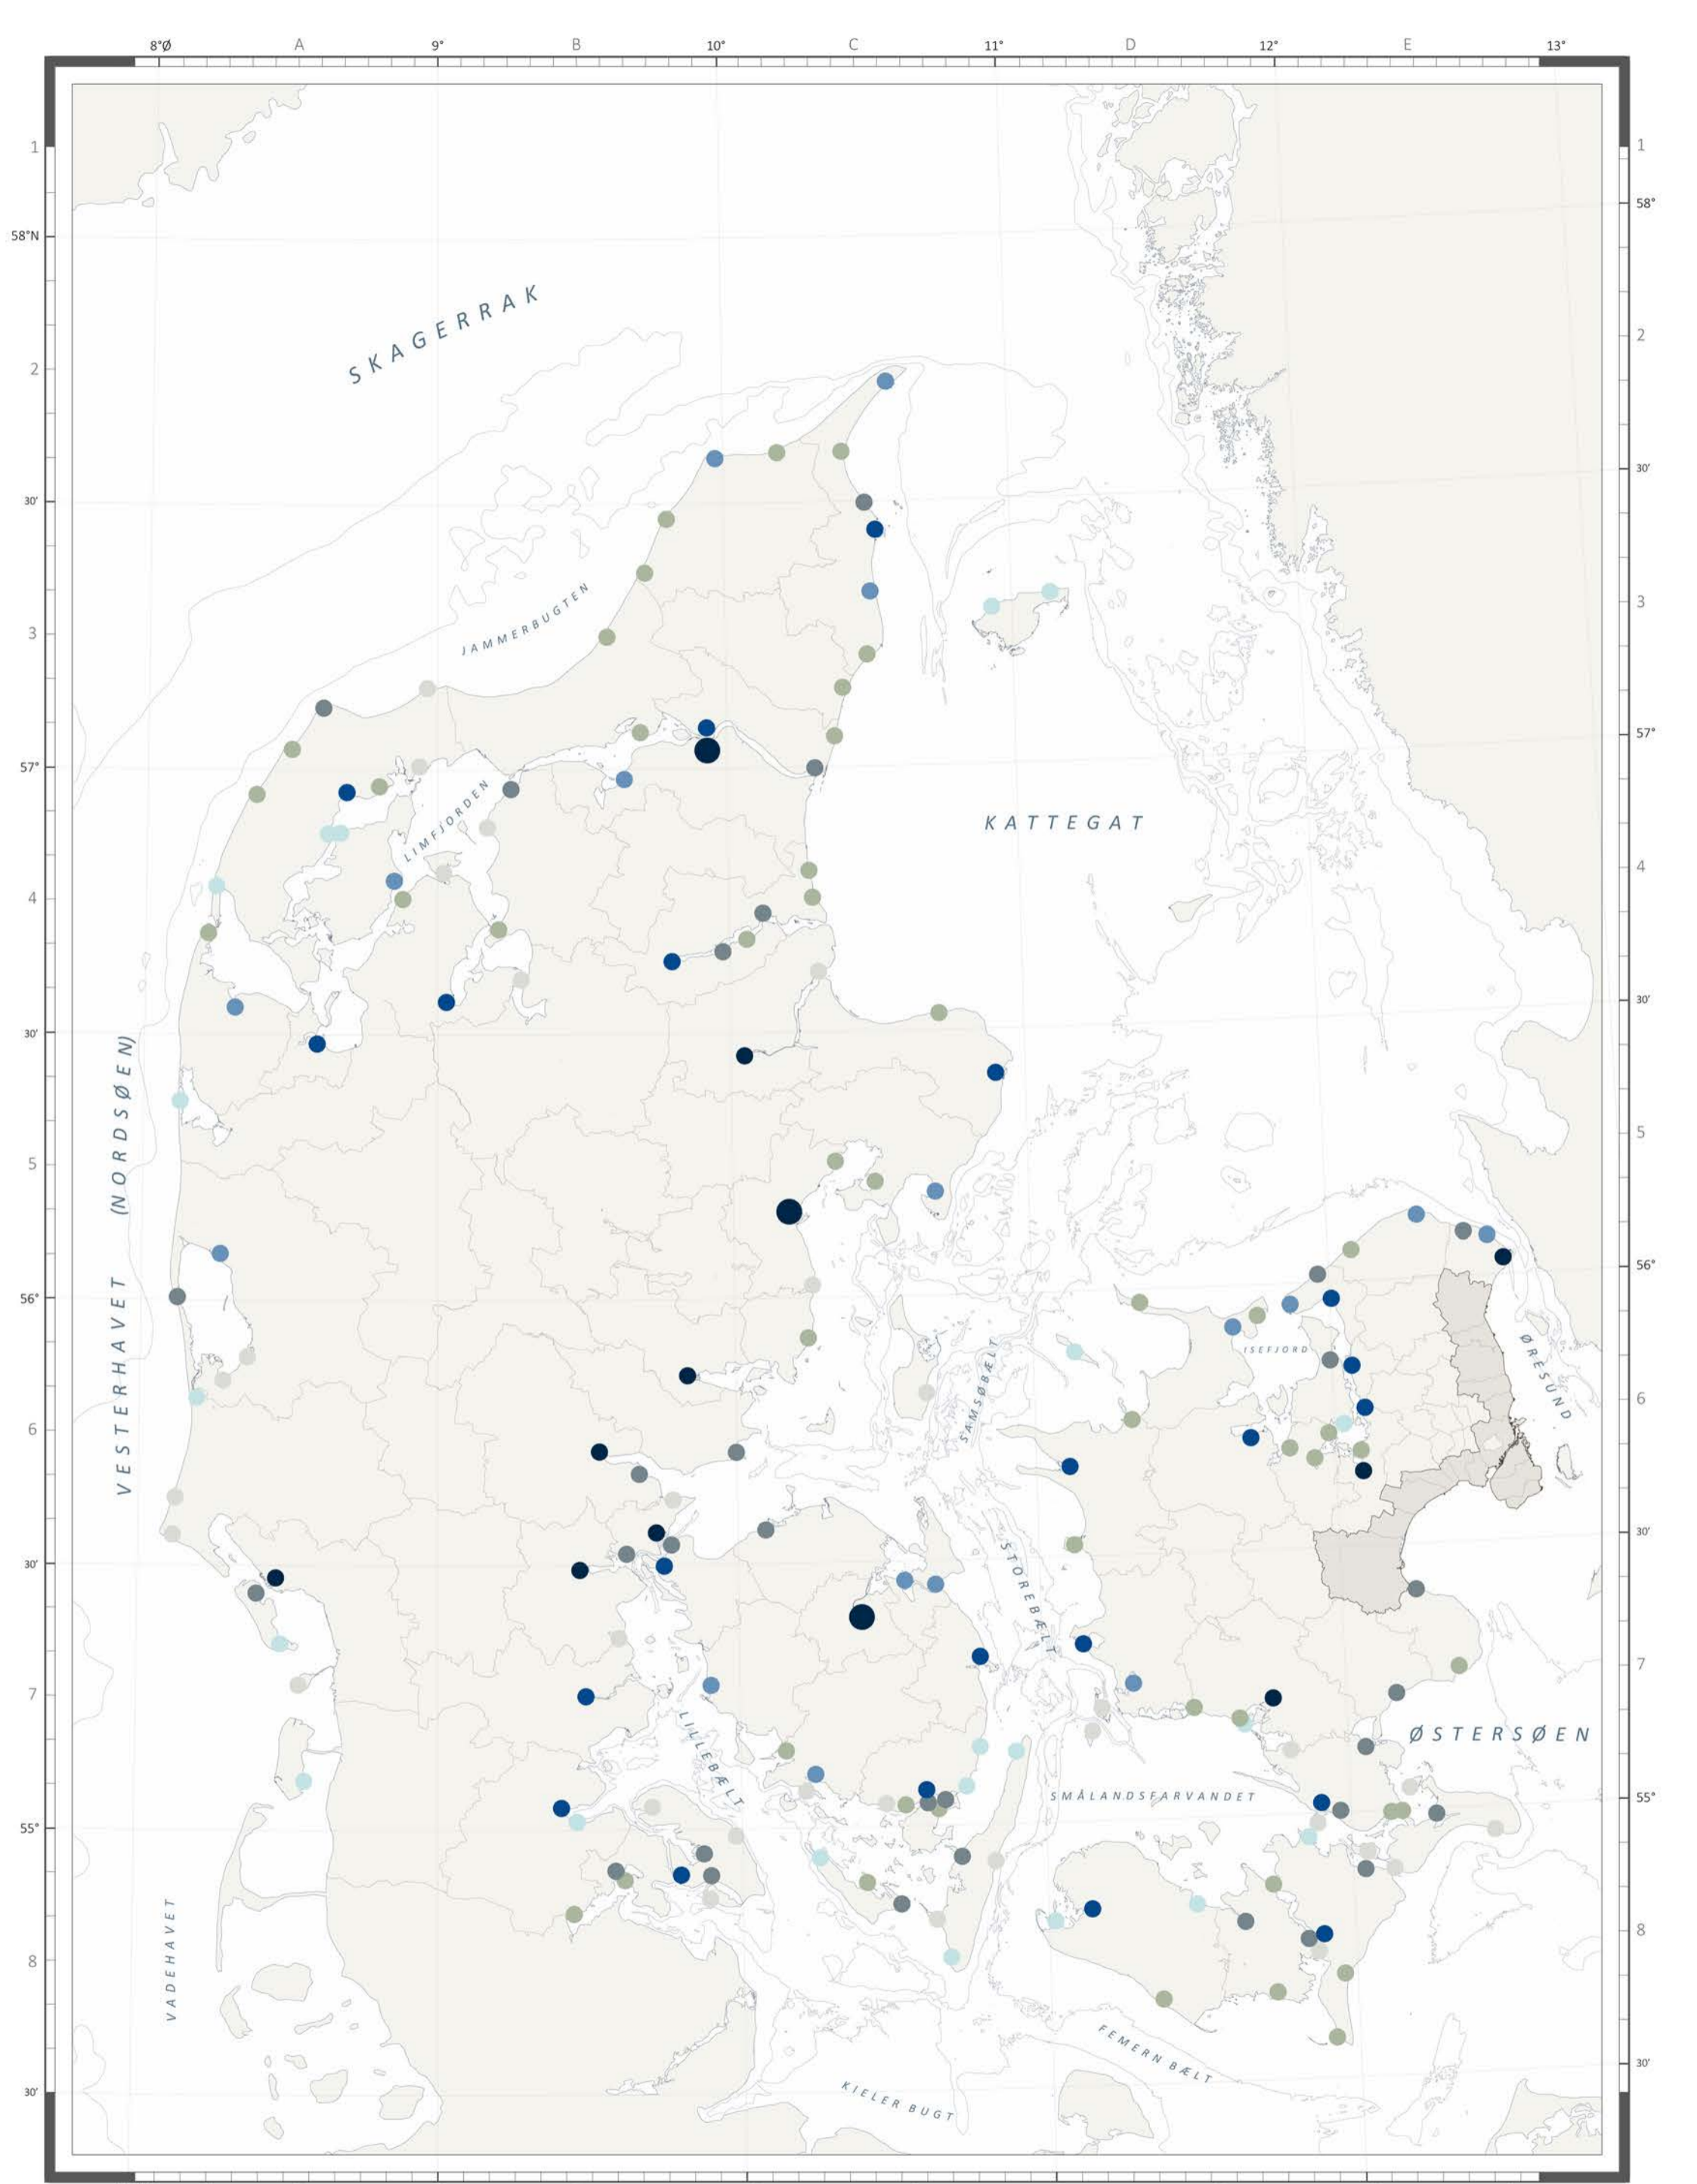 8°Ø A 9° B 10° C 11° D 12° E 13°
1
1
58°
58°N
SKAGERRAK
2
2
30'
30'
JAMMERBUGTEN
3
3
57°
57°
LIMFJORDEN
KATTEGAT
4
4
30'
30'
VESTERHAVET (NORDSØEN)
5
5
56°
56°
ISEFJORD
ØRESUND
SAMSØBÆLT
6
6
30'
30'
STOREBÆLT
7
7
LILLEBÆLT
ØSTERSØEN
SMÅLANDSFARVANDET
55°
55°
VADEHAVET
8
8
FEMERN BÆLT
30'
30'
KIELER BUGT